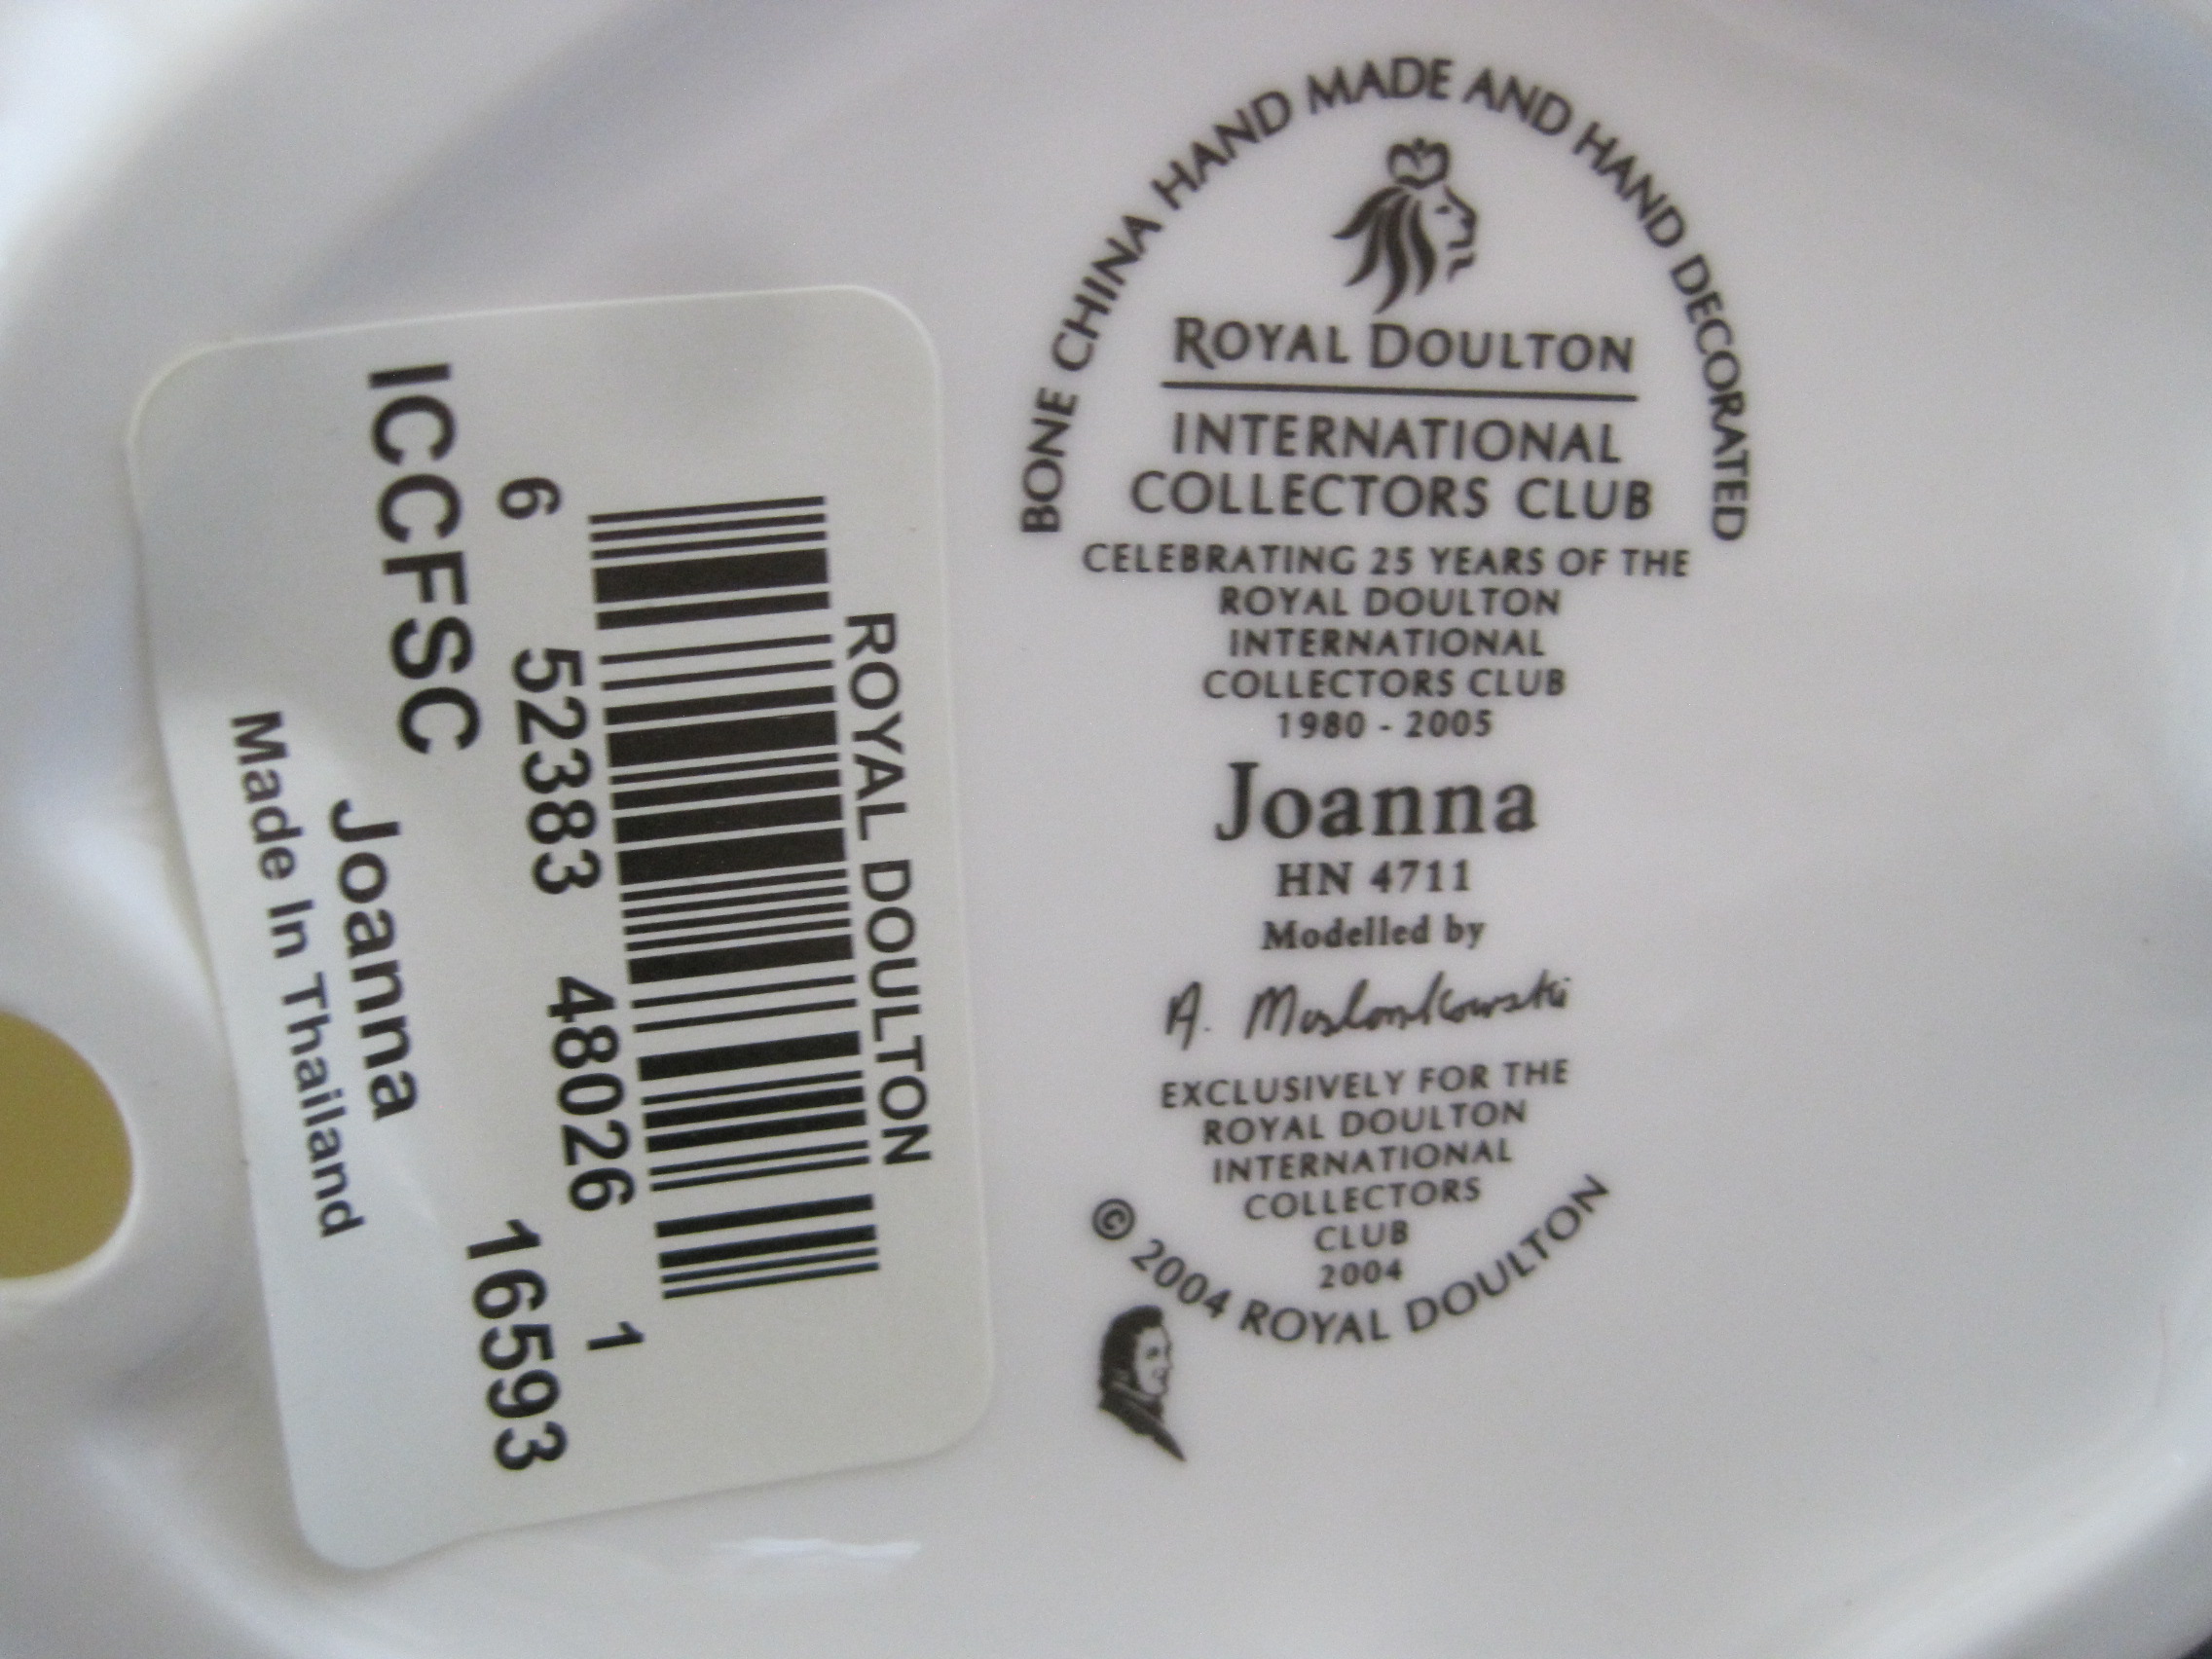 BONE CHINA HAND MADE AND HAND DECORATED
ROYAL DOULTON
INTERNATIONAL
COLLECTORS CLUB
CELEBRATING 25 YEARS OF THE
ROYAL DOULTON
INTERNATIONAL
COLLECTORS CLUB
1980 - 2005
Joanna
HN 4711
Modelled by
A. Maslankowski
EXCLUSIVELY FOR THE
ROYAL DOULTON
INTERNATIONAL
COLLECTORS
CLUB
2004
© 2004 ROYAL DOULTON
ROYAL DOULTON
6 52383 48026 1
ICCFSC 16593
Joanna
Made In Thailand